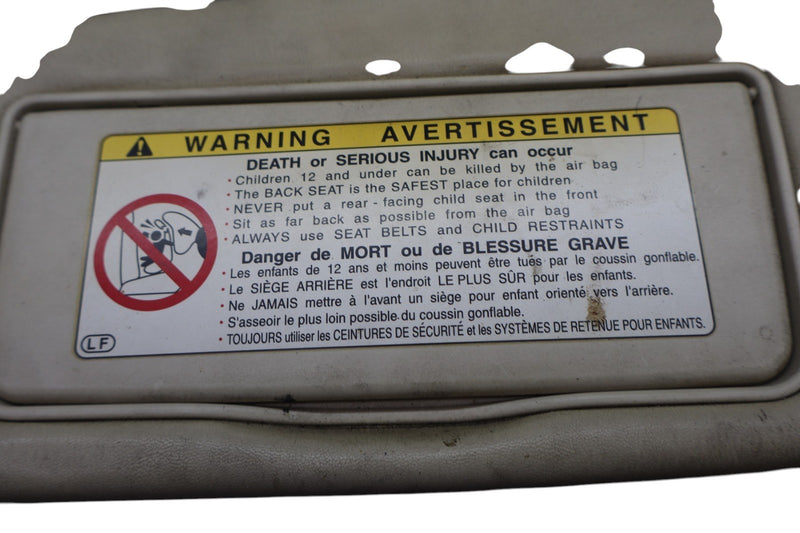 WARNING AVERTISSEMENT
DEATH or SERIOUS INJURY can occur
• Children 12 and under can be killed by the air bag
• The BACK SEAT is the SAFEST place for children
• NEVER put a rear - facing child seat in the front
• Sit as far back as possible from the air bag
• ALWAYS use SEAT BELTS and CHILD RESTRAINTS
Danger de MORT ou de BLESSURE GRAVE
• Les enfants de 12 ans et moins peuvent être tués par le coussin gonflable.
• Le SIÈGE ARRIÈRE est l'endroit LE PLUS SÛR pour les enfants.
• Ne JAMAIS mettre à l'avant un siège pour enfant orienté vers l'arrière.
• S'asseoir le plus loin possible du coussin gonflable.
• TOUJOURS utiliser les CEINTURES DE SÉCURITÉ et les SYSTÈMES DE RETENUE POUR ENFANTS.
LF